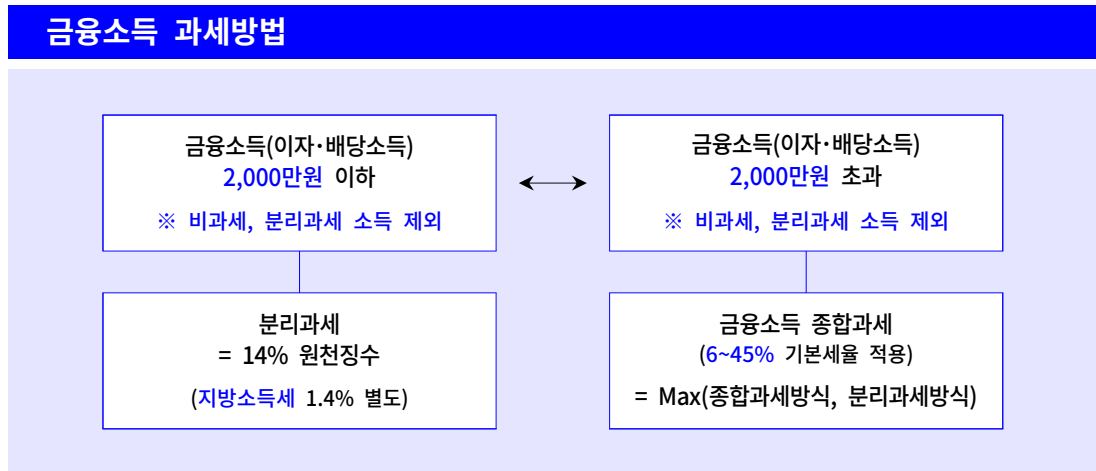 금융소득 과세방법
금융소득(이자·배당소득)
2,000만원 이하
※ 비과세, 분리과세 소득 제외
금융소득(이자·배당소득)
2,000만원 초과
※ 비과세, 분리과세 소득 제외
분리과세
= 14% 원천징수
(지방소득세 1.4% 별도)
금융소득 종합과세
(6~45% 기본세율 적용)
= Max(종합과세방식, 분리과세방식)